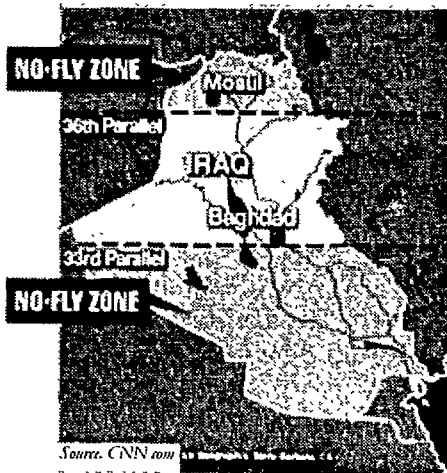 NO-FLY ZONE
Mosul
36th Parallel
IRAQ
Baghdad
33rd Parallel
NO-FLY ZONE
Source. CNN com